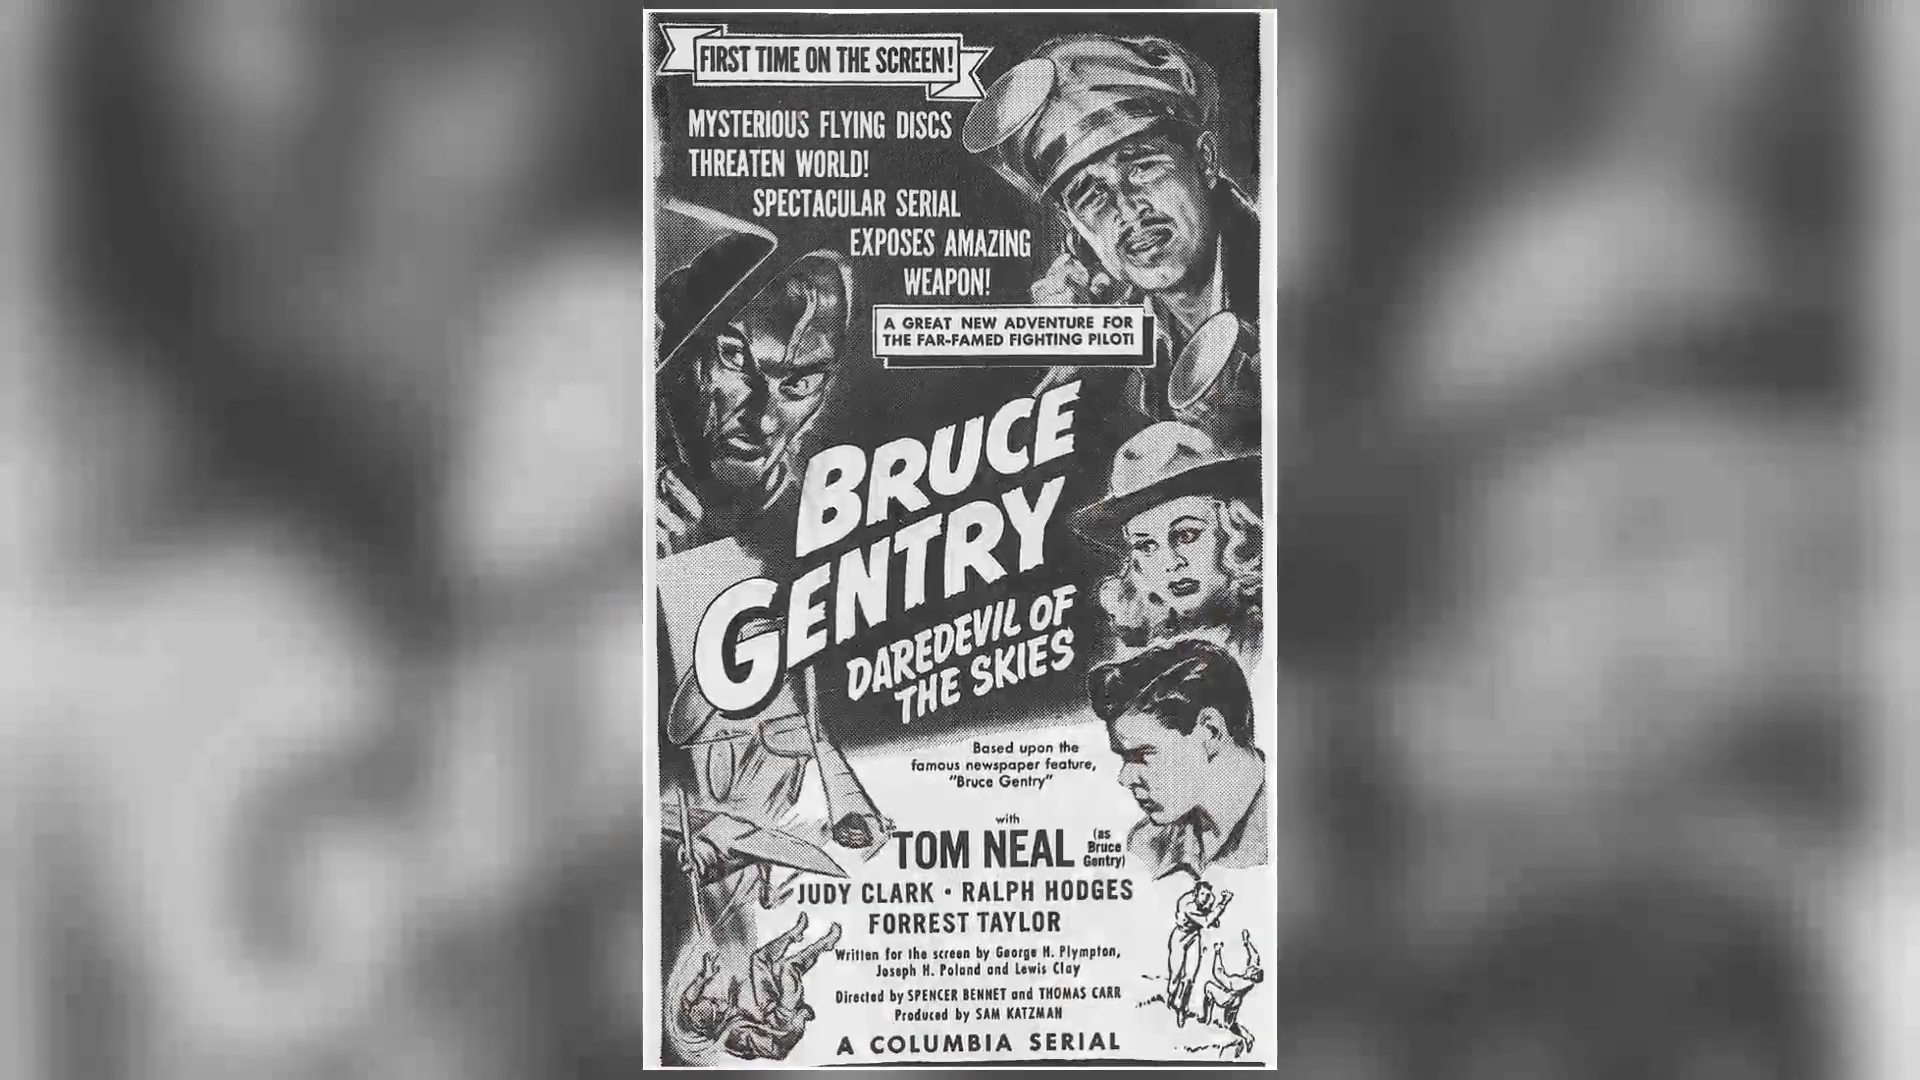 FIRST TIME ON THE SCREEN!
MYSTERIOUS FLYING DISCS
THREATEN WORLD!
SPECTACULAR SERIAL
EXPOSES AMAZING
WEAPON!
A GREAT NEW ADVENTURE FOR
THE FAR-FAMED FIGHTING PILOT!
BRUCE
GENTRY
DAREDEVIL OF
THE SKIES
Based upon the
famous newspaper feature,
"Bruce Gentry"
with
TOM NEAL (as Bruce Gentry)
JUDY CLARK • RALPH HODGES
FORREST TAYLOR
Written for the screen by George H. Plympton,
Joseph H. Poland and Lewis Clay
Directed by SPENCER BENNET and THOMAS CARR
Produced by SAM KATZMAN
A COLUMBIA SERIAL